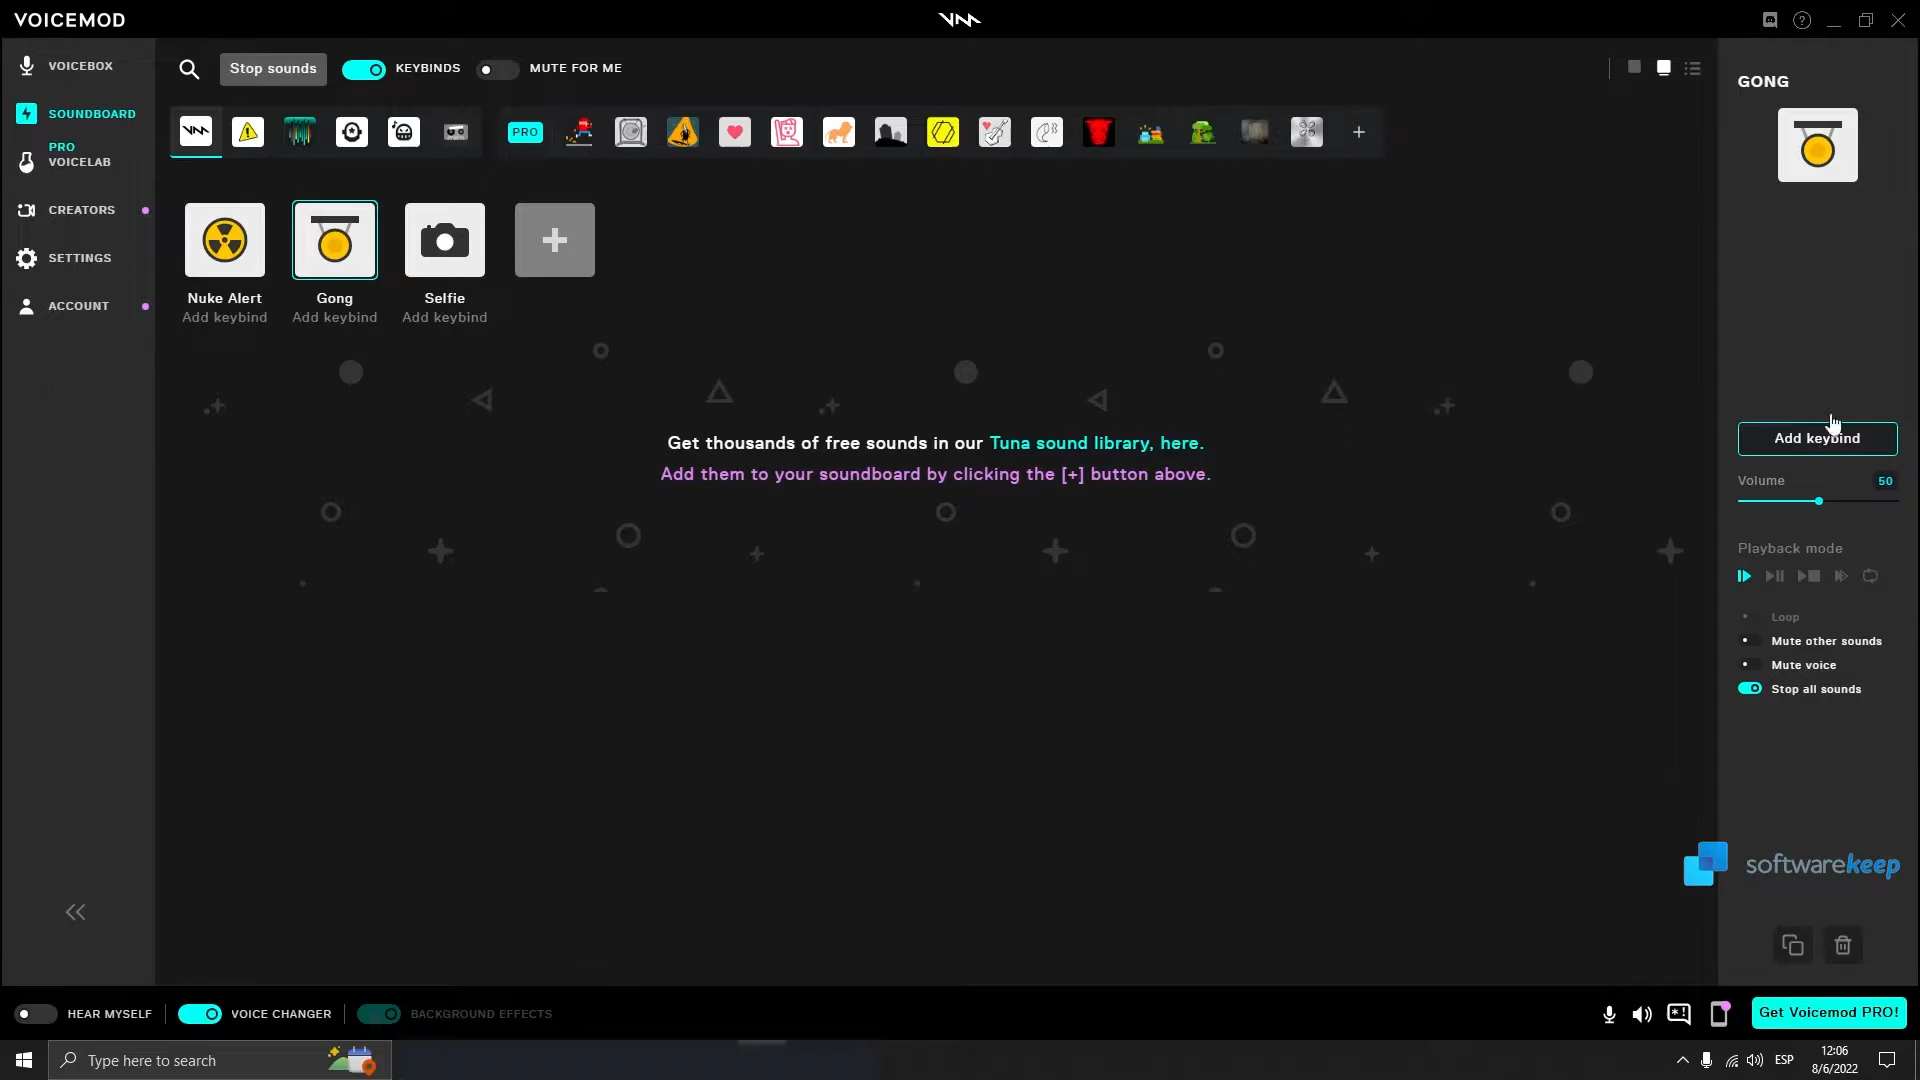 VOICEMOD
VOICEBOX
SOUNDBOARD
PRO
VOICELAB
CREATORS
SETTINGS
ACCOUNT
Stop sounds
KEYBINDS
MUTE FOR ME
PRO
Nuke Alert
Add keybind
Gong
Add keybind
Selfie
Add keybind
Get thousands of free sounds in our Tuna sound library, here.
Add them to your soundboard by clicking the [+] button above.
GONG
Add keybind
Volume 50
Playback mode
Loop
Mute other sounds
Mute voice
Stop all sounds
softwarekeep
HEAR MYSELF
VOICE CHANGER
BACKGROUND EFFECTS
Get Voicemod PRO!
Type here to search
ESP
12:06
8/6/2022